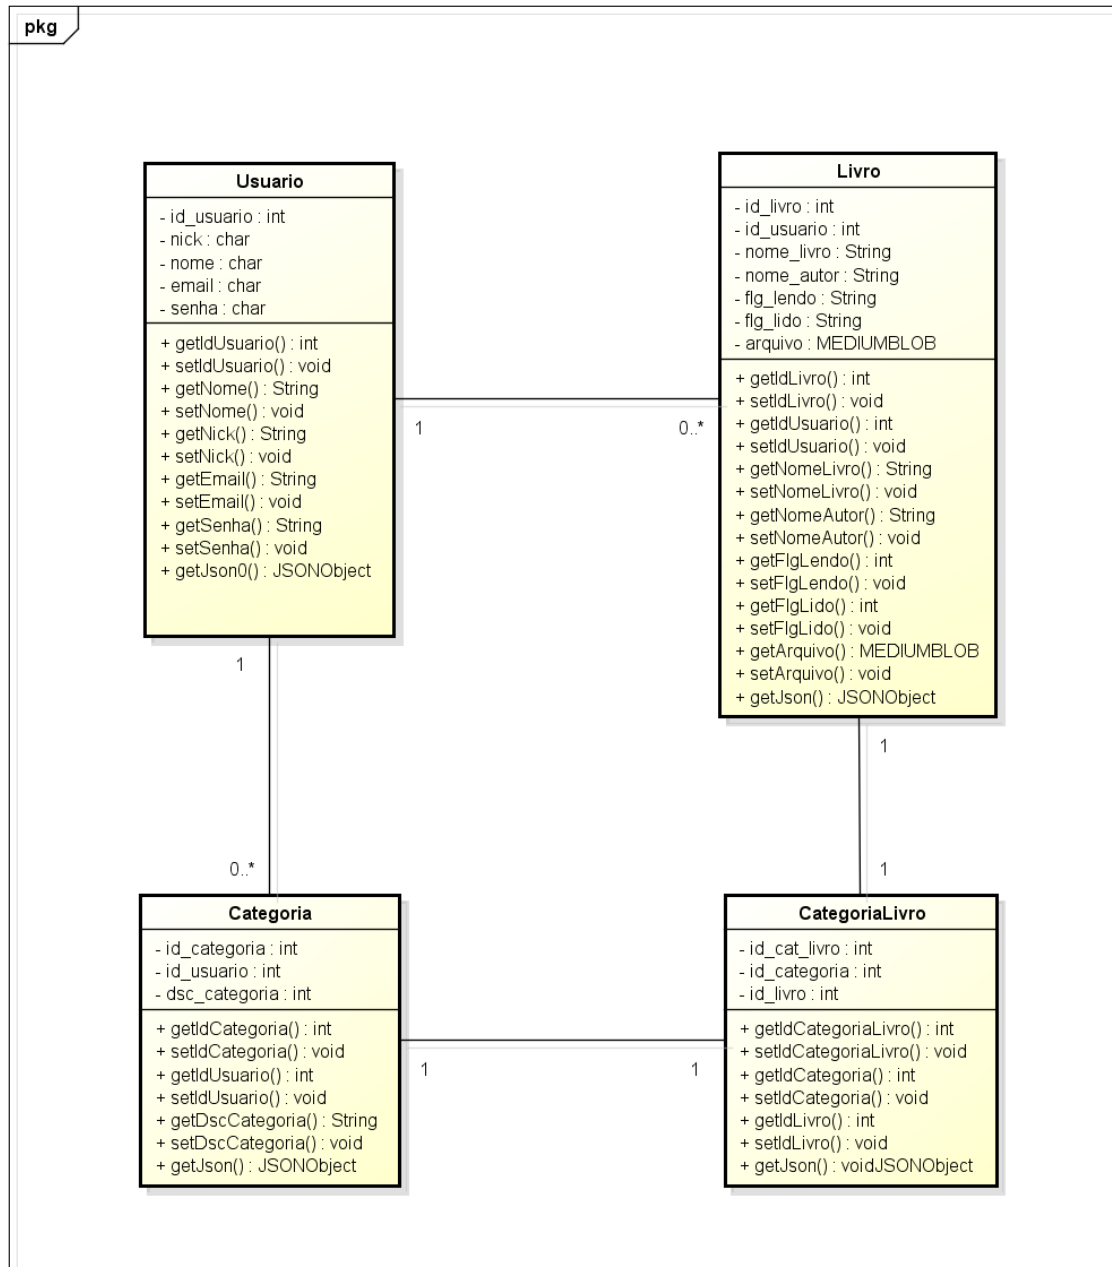 pkg
Usuario
- id_usuario : int
- nick : char
- nome : char
- email : char
- senha : char
+ getIdUsuario() : int
+ setIdUsuario() : void
+ getNome() : String
+ setNome() : void
+ getNick() : String
+ setNick() : void
+ getEmail() : String
+ setEmail() : void
+ getSenha() : String
+ setSenha() : void
+ getJson0() : JSONObject
Livro
- id_livro : int
- id_usuario : int
- nome_livro : String
- nome_autor : String
- flg_lendo : String
- flg_lido : String
- arquivo : MEDIUMBLOB
+ getIdLivro() : int
+ setIdLivro() : void
+ getIdUsuario() : int
+ setIdUsuario() : void
+ getNomeLivro() : String
+ setNomeLivro() : void
+ getNomeAutor() : String
+ setNomeAutor() : void
+ getFlgLendo() : int
+ setFlgLendo() : void
+ getFlgLido() : int
+ setFlgLido() : void
+ getArquivo() : MEDIUMBLOB
+ setArquivo() : void
+ getJson() : JSONObject
1
0..*
1
0..*
1
1
Categoria
- id_categoria : int
- id_usuario : int
- dsc_categoria : int
+ getIdCategoria() : int
+ setIdCategoria() : void
+ getIdUsuario() : int
+ setIdUsuario() : void
+ getDscCategoria() : String
+ setDscCategoria() : void
+ getJson() : JSONObject
1
1
CategoriaLivro
- id_cat_livro : int
- id_categoria : int
- id_livro : int
+ getIdCategoriaLivro() : int
+ setIdCategoriaLivro() : void
+ getIdCategoria() : int
+ setIdCategoria() : void
+ getIdLivro() : int
+ setIdLivro() : void
+ getJson() : voidJSONObject